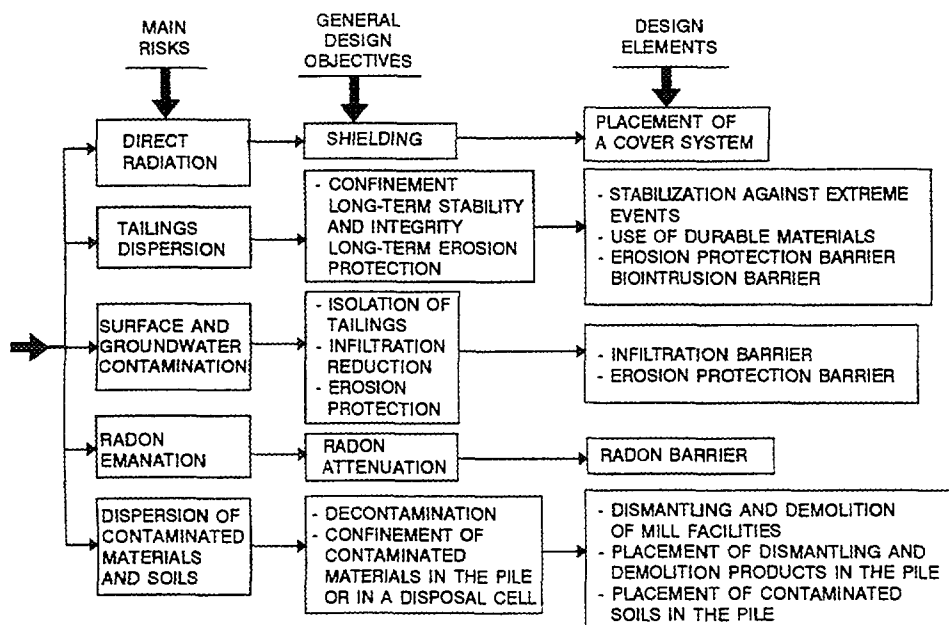 MAIN
RISKS
GENERAL
DESIGN
OBJECTIVES
DESIGN
ELEMENTS
DIRECT
RADIATION
SHIELDING
PLACEMENT OF
A COVER SYSTEM
TAILINGS
DISPERSION
- CONFINEMENT
LONG-TERM STABILITY
AND INTEGRITY
LONG-TERM EROSION
PROTECTION
- STABILIZATION AGAINST EXTREME
EVENTS
- USE OF DURABLE MATERIALS
- EROSION PROTECTION BARRIER
BIOINTRUSION BARRIER
SURFACE AND
GROUNDWATER
CONTAMINATION
- ISOLATION OF
TAILINGS
- INFILTRATION
REDUCTION
- EROSION
PROTECTION
- INFILTRATION BARRIER
- EROSION PROTECTION BARRIER
RADON
EMANATION
RADON
ATTENUATION
RADON BARRIER
DISPERSION OF
CONTAMINATED
MATERIALS
AND SOILS
- DECONTAMINATION
- CONFINEMENT OF
CONTAMINATED
MATERIALS IN THE PILE
OR IN A DISPOSAL CELL
- DISMANTLING AND DEMOLITION
OF MILL FACILITIES
- PLACEMENT OF DISMANTLING AND
DEMOLITION PRODUCTS IN THE PILE
- PLACEMENT OF CONTAMINATED
SOILS IN THE PILE